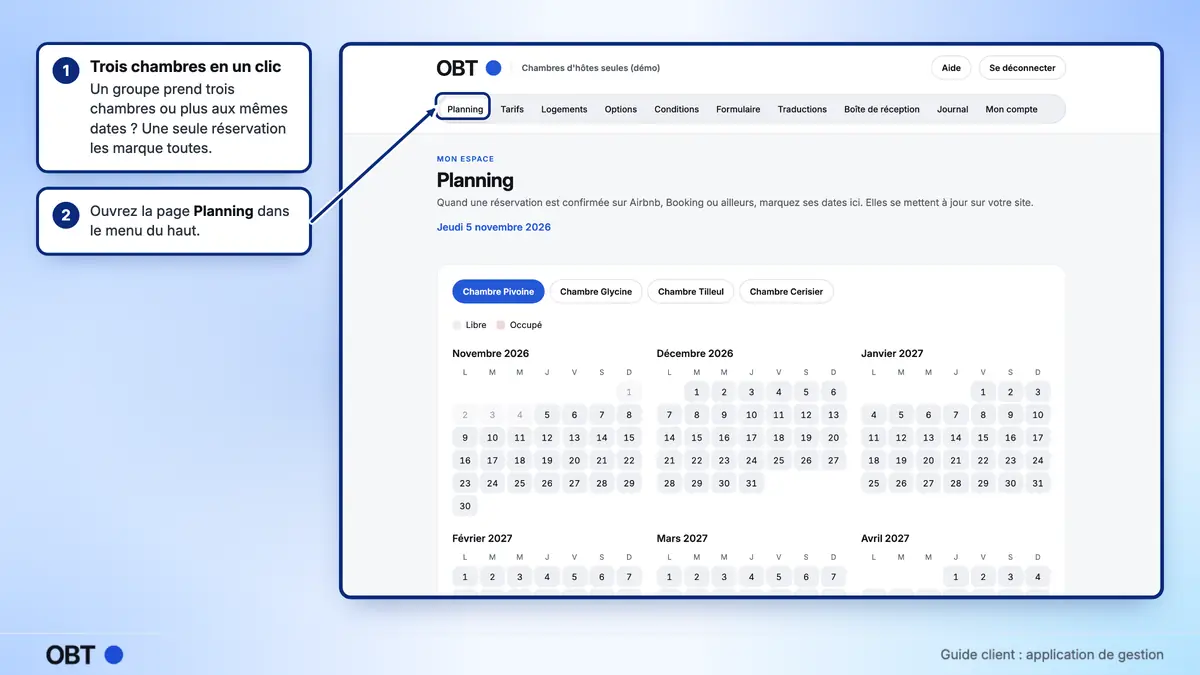 1
Trois chambres en un clic
Un groupe prend trois
chambres ou plus aux mêmes
dates ? Une seule réservation
les marque toutes.
2
Ouvrez la page Planning dans
le menu du haut.
OBT
Chambres d'hôtes seules (démo)
Aide
Se déconnecter
Planning Tarifs Logements Options Conditions Formulaire Traductions Boîte de réception Journal Mon compte
MON ESPACE
Planning
Quand une réservation est confirmée sur Airbnb, Booking ou ailleurs, marquez ses dates ici. Elles se mettent à jour sur votre site.
Jeudi 5 novembre 2026
Chambre Pivoine Chambre Glycine Chambre Tilleul Chambre Cerisier
Libre Occupé
Novembre 2026
L M M J V S D
1
2 3 4 5 6 7 8
9 10 11 12 13 14 15
16 17 18 19 20 21 22
23 24 25 26 27 28 29
30
Décembre 2026
L M M J V S D
1 2 3 4 5 6
7 8 9 10 11 12 13
14 15 16 17 18 19 20
21 22 23 24 25 26 27
28 29 30 31
Janvier 2027
L M M J V S D
1 2 3
4 5 6 7 8 9 10
11 12 13 14 15 16 17
18 19 20 21 22 23 24
25 26 27 28 29 30 31
Février 2027
L M M J V S D
1 2 3 4 5 6 7
Mars 2027
L M M J V S D
1 2 3 4 5 6 7
Avril 2027
L M M J V S D
1 2 3 4
OBT
Guide client : application de gestion